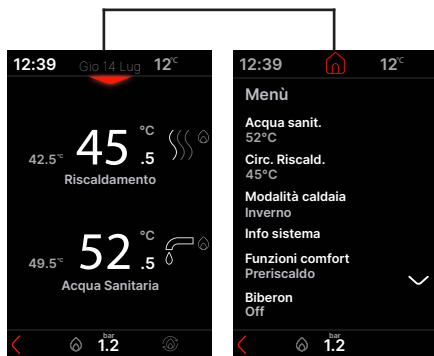 12:39 Gio 14 Lug 12°C
42.5°C 45.5 °C
Riscaldamento
49.5°C 52.5 °C
Acqua Sanitaria
bar
1.2
12:39 12°C
Menù
Acqua sanit.
52°C
Circ. Riscald.
45°C
Modalità caldaia
Inverno
Info sistema
Funzioni comfort
Preriscaldo
Biberon
Off
bar
1.2